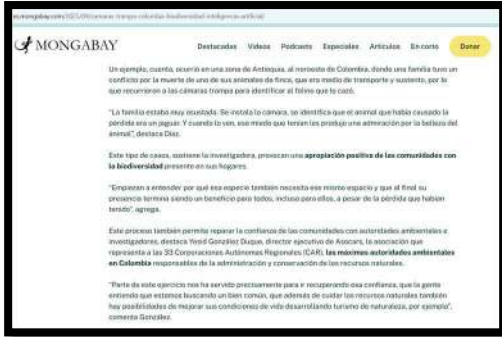 es.mongabay.com/2025/09/camaras-trampa-colombia-biodiversidad-inteligencia-artificial/
MONGABAY
Destacadas Videos Podcasts Especiales Artículos En corto Donar
Un ejemplo, cuenta, ocurrió en una zona de Antioquia, al noroeste de Colombia, donde una familia tuvo un
conflicto por la muerte de uno de sus animales de finca, que era medio de transporte y sustento, por lo
que recurrieron a las cámaras trampa para identificar al felino que lo cazó.
"La familia estaba muy asustada. Se instala la cámara, se identifica que el animal que había causado la
pérdida era un jaguar. Y cuando lo ven, ese miedo que tenían les produjo una admiración por la belleza del
animal", destaca Díaz.
Este tipo de casos, sostiene la investigadora, provocan una apropiación positiva de las comunidades con
la biodiversidad presente en sus hogares.
"Empiezan a entender por qué esa especie también necesita ese mismo espacio y que al final su
presencia termina siendo un beneficio para todos, incluso para ellos, a pesar de la pérdida que habían
tenido", agrega.
Este proceso también permite reparar la confianza de las comunidades con autoridades ambientales e
investigadores, destaca Yesid González Duque, director ejecutivo de Asocars, la asociación que
representa a las 33 Corporaciones Autónomas Regionales (CAR), las máximas autoridades ambientales
en Colombia responsables de la administración y conservación de los recursos naturales.
"Parte de este ejercicio nos ha servido precisamente para ir recuperando esa confianza, que la gente
entienda que estamos buscando un bien común, que además de cuidar los recursos naturales también
hay posibilidades de mejorar sus condiciones de vida desarrollando turismo de naturaleza, por ejemplo",
comenta González.